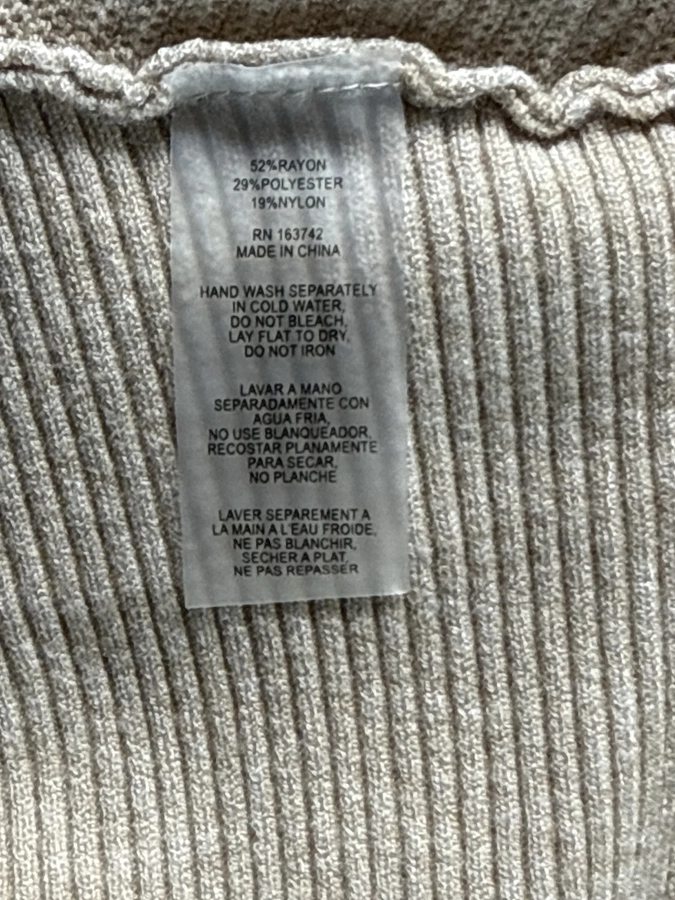 52%RAYON
29%POLYESTER
19%NYLON
RN 163742
MADE IN CHINA
HAND WASH SEPARATELY
IN COLD WATER,
DO NOT BLEACH,
LAY FLAT TO DRY,
DO NOT IRON
LAVAR A MANO
SEPARADAMENTE CON
AGUA FRIA,
NO USE BLANQUEADOR,
RECOSTAR PLANAMENTE
PARA SECAR,
NO PLANCHE
LAVER SEPAREMENT A
LA MAIN A L'EAU FROIDE,
NE PAS BLANCHIR,
SECHER A PLAT,
NE PAS REPASSER